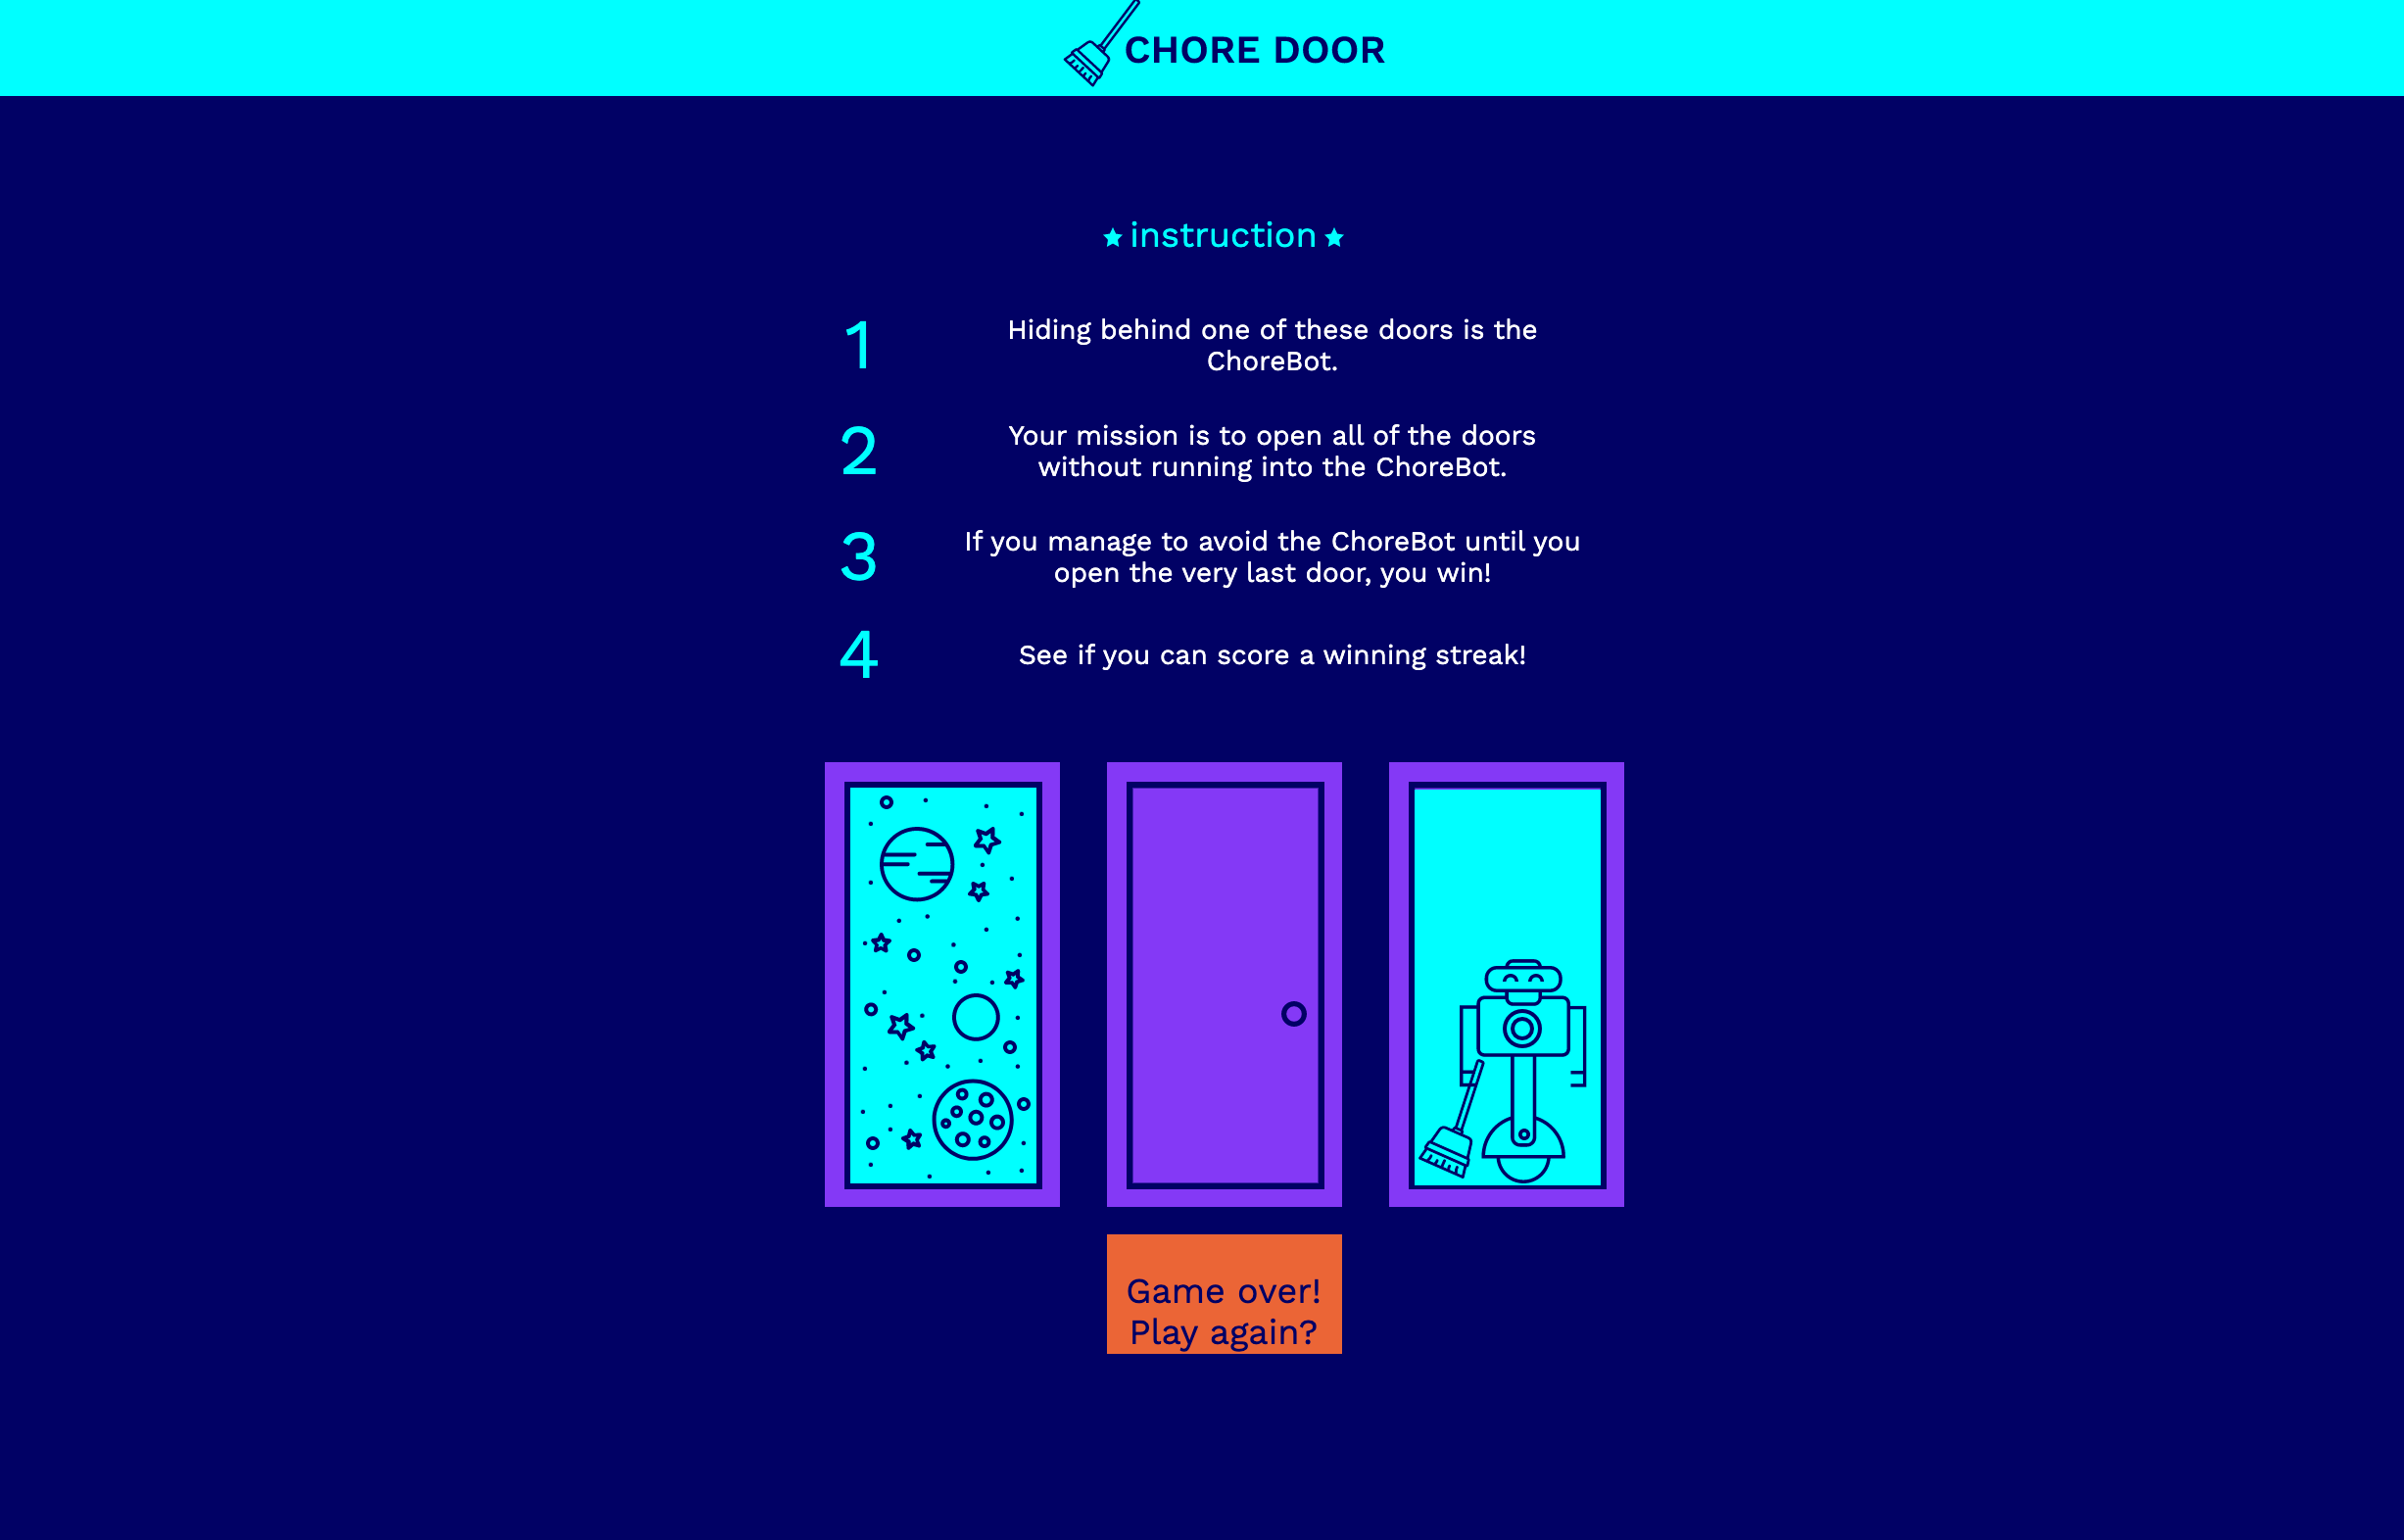 CHORE DOOR
instruction
1
Hiding behind one of these doors is the
ChoreBot.
2
Your mission is to open all of the doors
without running into the ChoreBot.
3
If you manage to avoid the ChoreBot until you
open the very last door, you win!
4
See if you can score a winning streak!
Game over!
Play again?